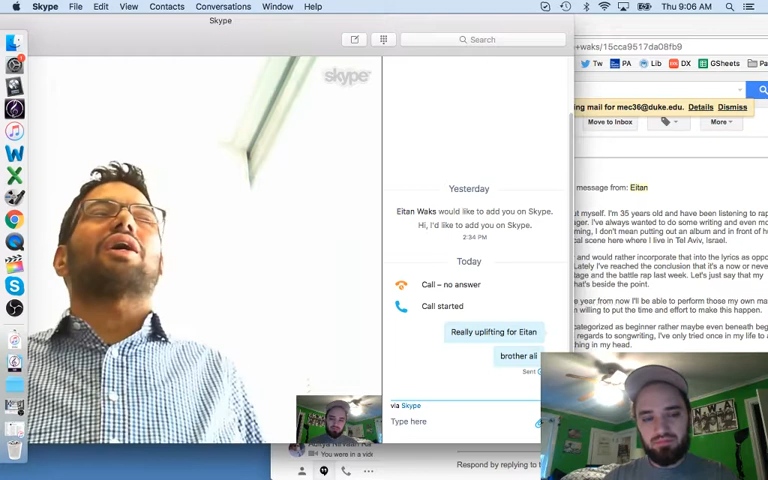 Skype File Edit View Contacts Conversations Window Help
Thu 9:06 AM
Skype
Search
+waks/15cca9517da08fb9
Tw PA Lib DX GSheets
skype
ing mail for mec36@duke.edu. Details Dismiss
Move to Inbox More
Yesterday
Eitan Waks would like to add you on Skype.
Hi, I'd like to add you on Skype.
2:34 PM
Today
Call – no answer
Call started
Really uplifting for Eitan
brother ali
Sent
via Skype
Type here
message from: Eitan
ut myself. I'm 35 years old and have been listening to rap
ger. I've always wanted to do some writing and even mo
ming, I don't mean putting out an album and in front of h
cal scene here where I live in Tel Aviv, Israel.
and would rather incorporate that into the lyrics as oppo
Lately I've reached the conclusion that it's a now or neve
tage and the battle rap last week. Let's just say that my
that's beside the point.
e year from now I'll be able to perform those my own ma
n willing to put the time and effort to make this happen.
categorized as beginner rather maybe even beneath beg
regards to songwriting, I've only tried once in my life to
thing in my head.
NWA
You were in a vide
Respond by replying to t